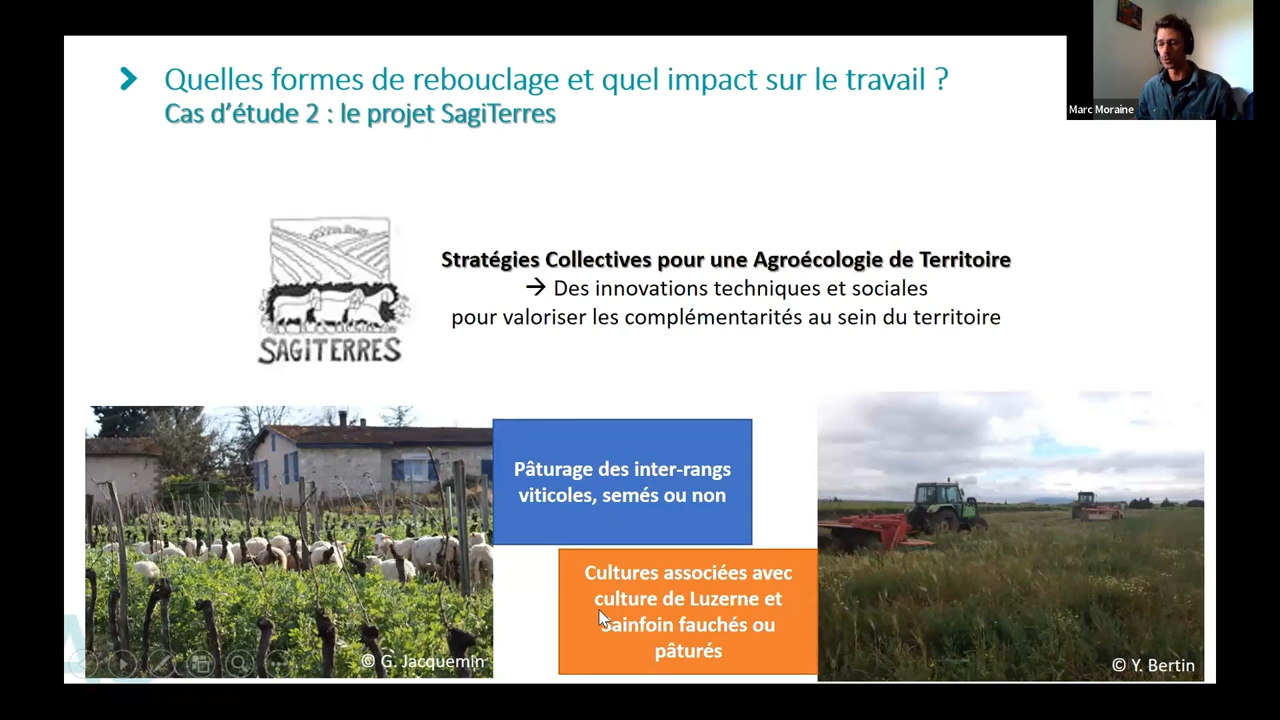 Quelles formes de rebouclage et quel impact sur le travail ?
Cas d'étude 2 : le projet SagiTerres
Marc Moraine
Stratégies Collectives pour une Agroécologie de Territoire
→ Des innovations techniques et sociales
pour valoriser les complémentarités au sein du territoire
SAGITERRES
Pâturage des inter-rangs
viticoles, semés ou non
Cultures associées avec
culture de Luzerne et
Sainfoin fauchés ou
pâturés
© G. Jacquemin
© Y. Bertin